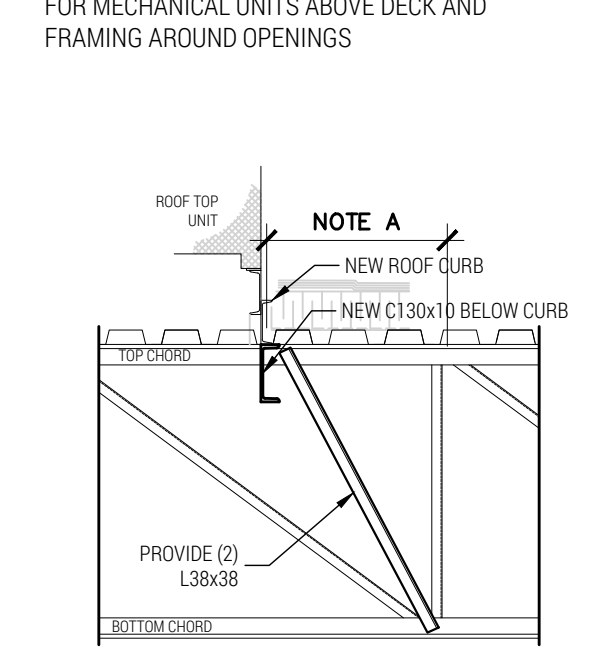 FOR MECHANICAL UNITS ABOVE DECK AND
FRAMING AROUND OPENINGS
ROOF TOP
UNIT
NOTE A
NEW ROOF CURB
NEW C130x10 BELOW CURB
TOP CHORD
PROVIDE (2)
L38x38
BOTTOM CHORD